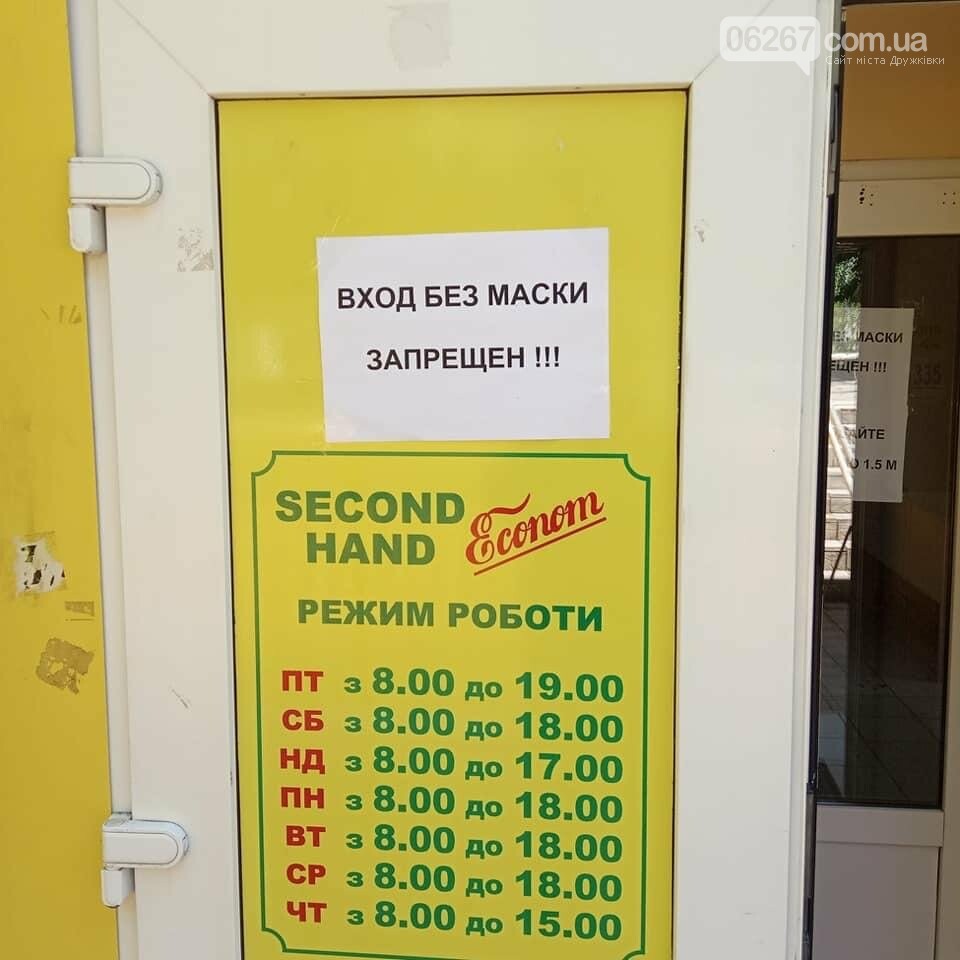 06267.com.ua
Сайт міста Дружківки
ВХОД БЕЗ МАСКИ
ЗАПРЕЩЕН !!!
МАСКИ
!!!
1.5 М
SECOND
HAND
Econom
РЕЖИМ РОБОТИ
ПТ з 8.00 до 19.00
СБ з 8.00 до 18.00
НД з 8.00 до 17.00
ПН з 8.00 до 18.00
ВТ з 8.00 до 18.00
СР з 8.00 до 18.00
ЧТ з 8.00 до 15.00